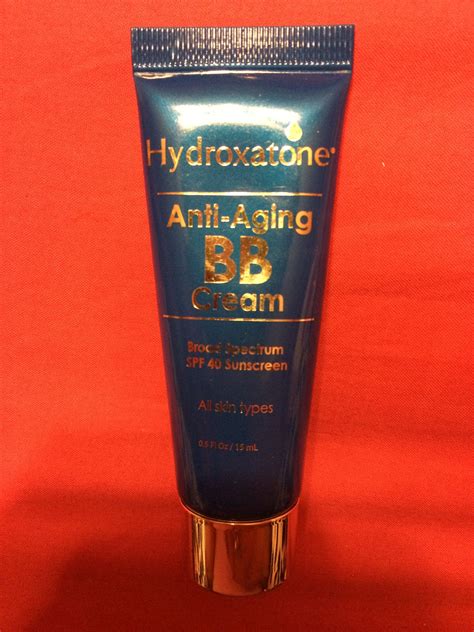 Hydroxatone®
Anti-Aging
BB
Cream
Broad Spectrum
SPF 40 Sunscreen
All skin types
0.5 Fl Oz / 15 mL